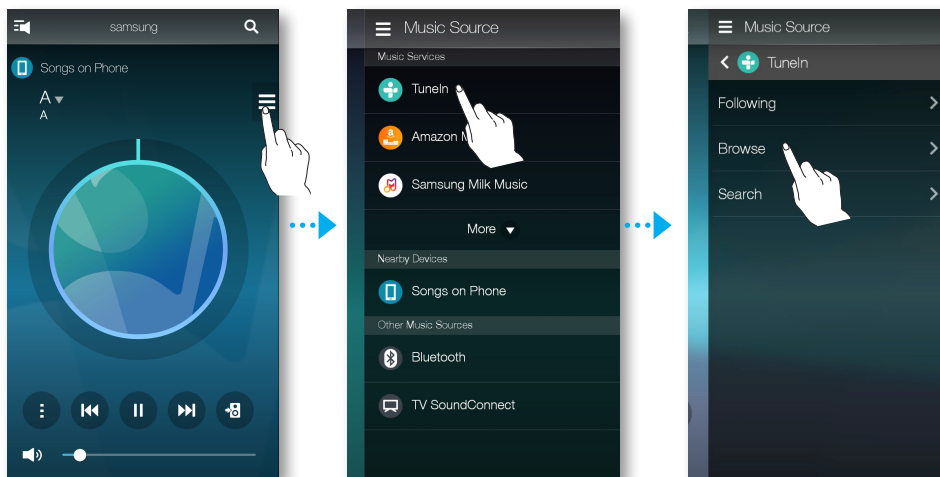 samsung
Songs on Phone
A
A
Music Source
Music Services
TuneIn
Amazon
Samsung Milk Music
More
Nearby Devices
Songs on Phone
Other Music Sources
Bluetooth
TV SoundConnect
Music Source
TuneIn
Following
Browse
Search